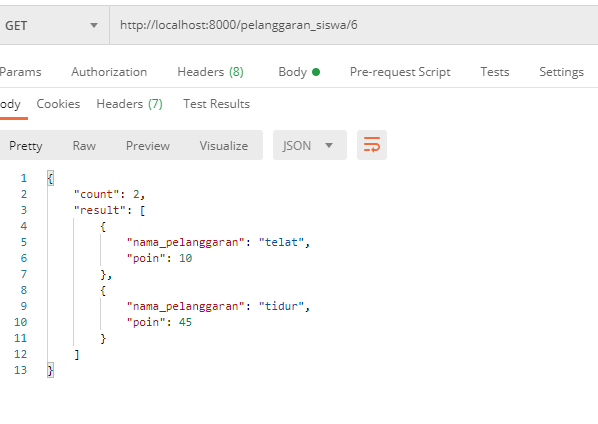 GET http://localhost:8000/pelanggaran_siswa/6
Params Authorization Headers (8) Body Pre-request Script Tests Settings
ody Cookies Headers (7) Test Results
Pretty Raw Preview Visualize JSON
1 {
2 "count": 2,
3 "result": [
4 {
5 "nama_pelanggaran": "telat",
6 "poin": 10
7 },
8 {
9 "nama_pelanggaran": "tidur",
10 "poin": 45
11 }
12 ]
13 }